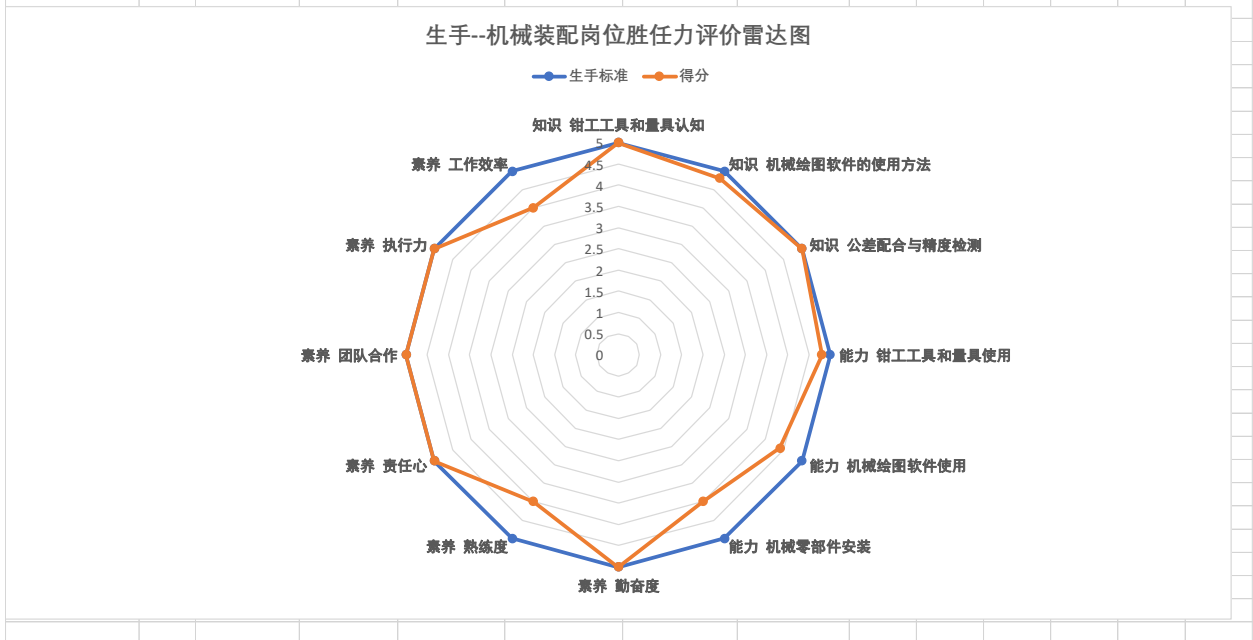 生手--机械装配岗位胜任力评价雷达图
生手标准 得分
知识 钳工工具和量具认知
素养 工作效率
知识 机械绘图软件的使用方法
素养 执行力
知识 公差配合与精度检测
素养 团队合作
能力 钳工工具和量具使用
素养 责任心
能力 机械绘图软件使用
素养 熟练度
能力 机械零部件安装
素养 勤奋度
5
4.5
4
3.5
3
2.5
2
1.5
1
0.5
0